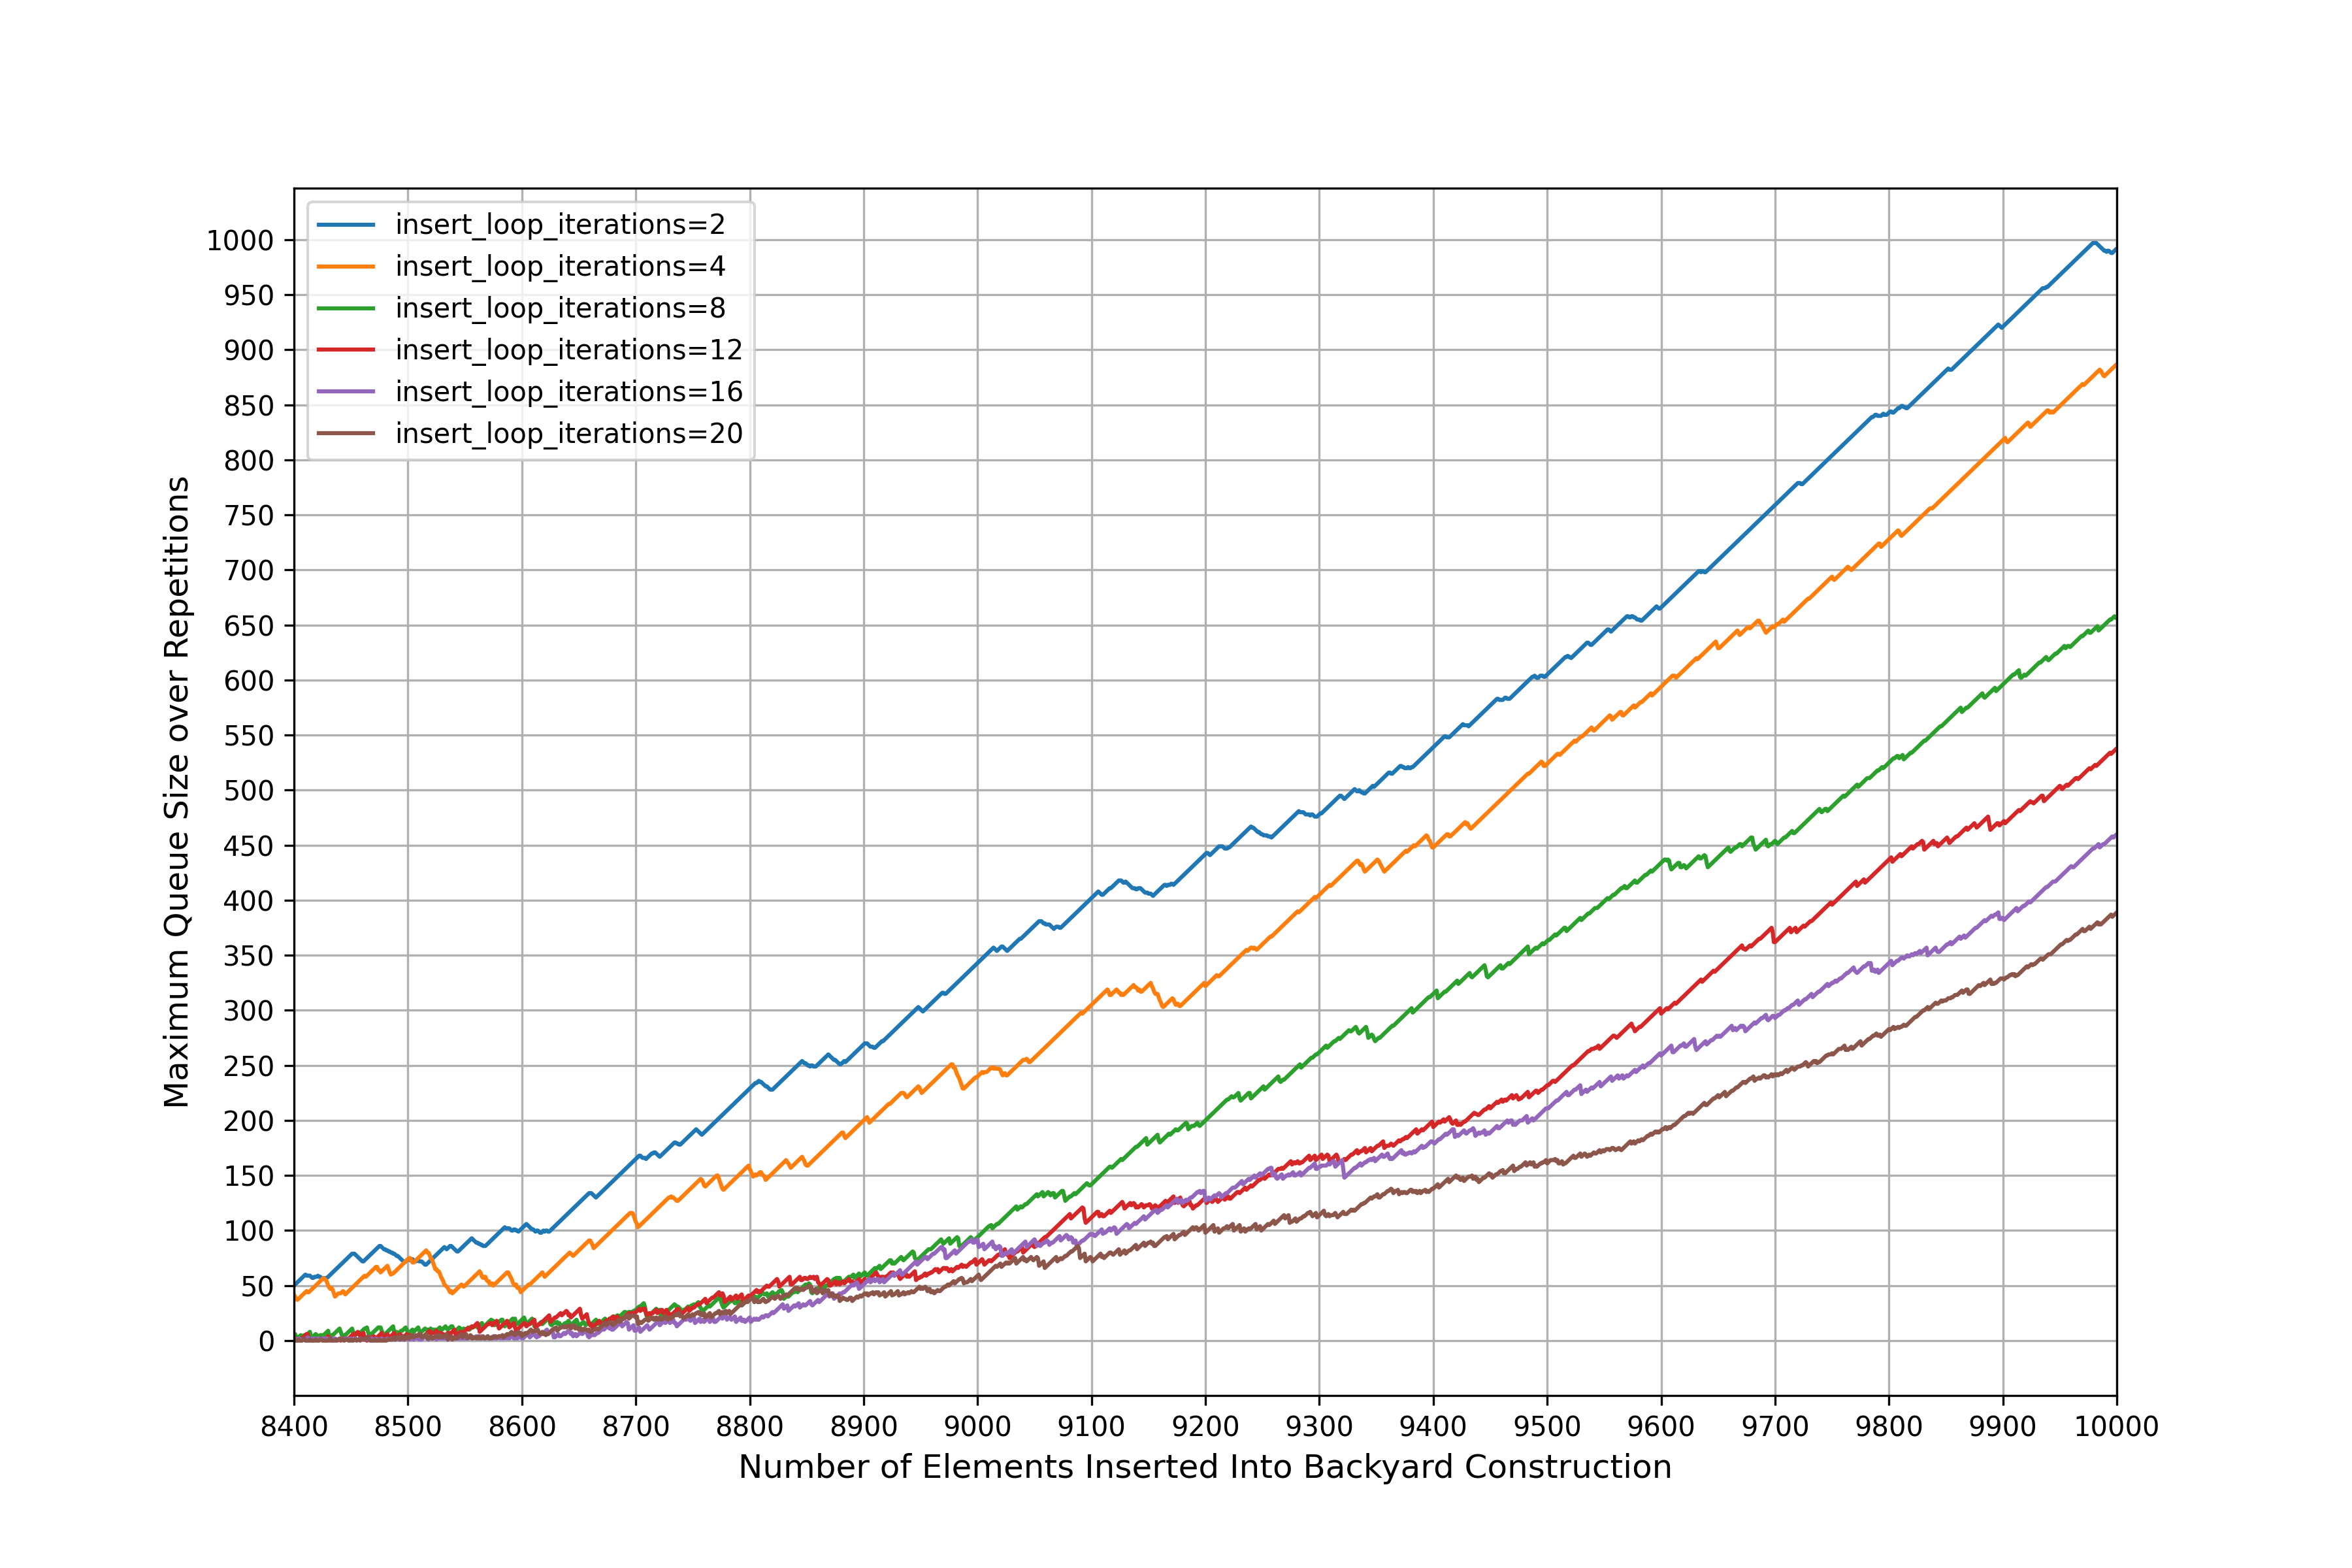 insert_loop_iterations=2
insert_loop_iterations=4
insert_loop_iterations=8
insert_loop_iterations=12
insert_loop_iterations=16
insert_loop_iterations=20
Maximum Queue Size over Repetitions
1000
950
900
850
800
750
700
650
600
550
500
450
400
350
300
250
200
150
100
50
0
8400 8500 8600 8700 8800 8900 9000 9100 9200 9300 9400 9500 9600 9700 9800 9900 10000
Number of Elements Inserted Into Backyard Construction